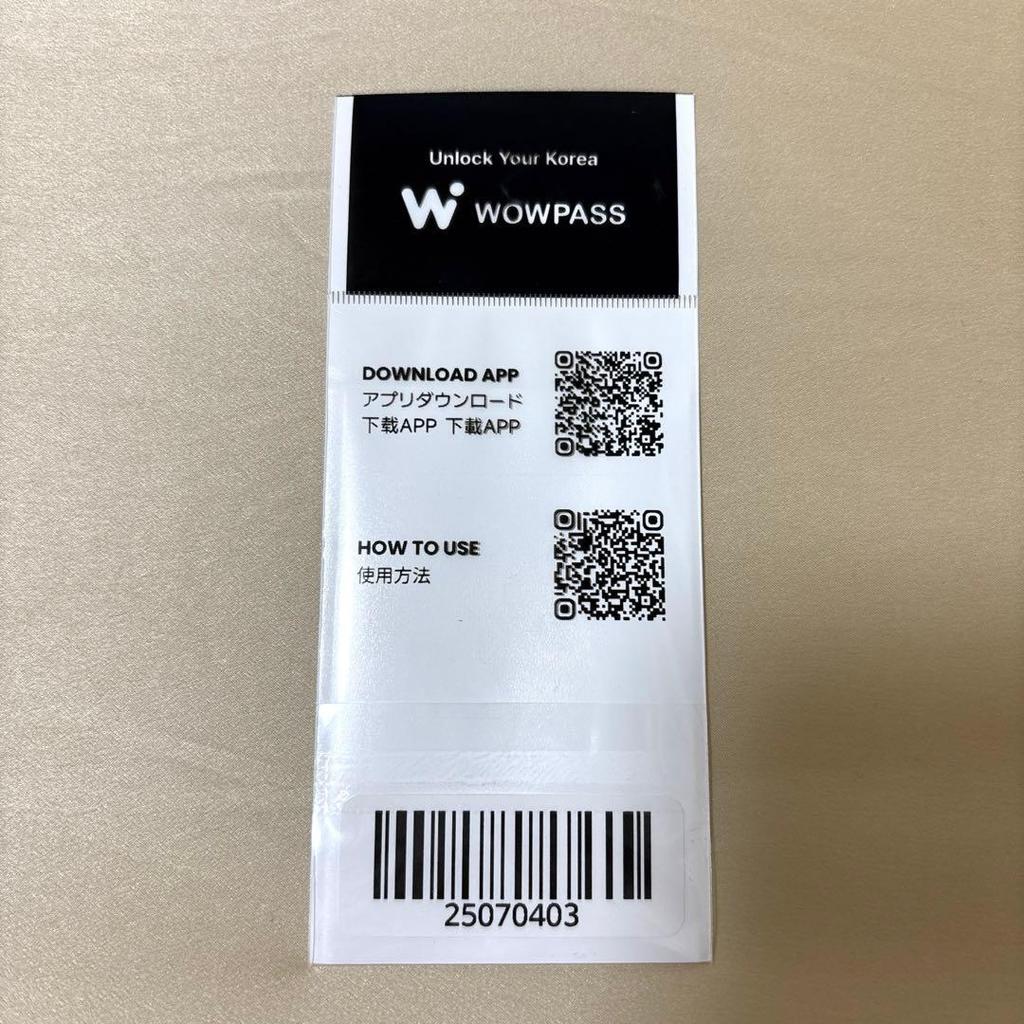 Unlock Your Korea
WOWPASS
DOWNLOAD APP
アプリダウンロード
下载APP 下載APP
HOW TO USE
使用方法
25070403